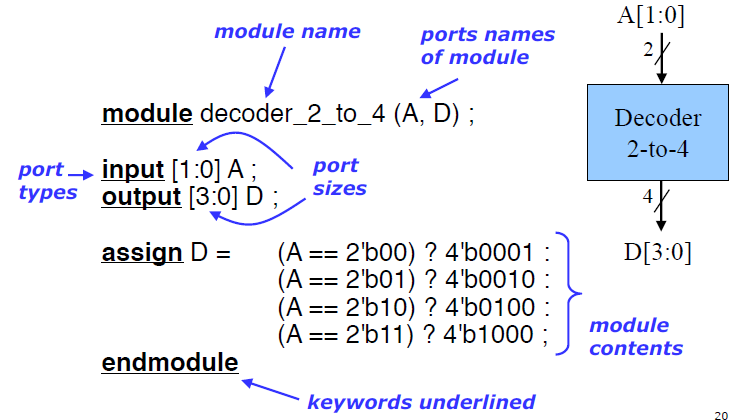 module name
ports names
of module
module decoder_2_to_4 (A, D) ;
port
types
input [1:0] A ;
output [3:0] D ;
port
sizes
assign D = (A == 2'b00) ? 4'b0001 :
(A == 2'b01) ? 4'b0010 :
(A == 2'b10) ? 4'b0100 :
(A == 2'b11) ? 4'b1000 ;
module
contents
endmodule
keywords underlined
A[1:0]
2
Decoder
2-to-4
4
D[3:0]
20